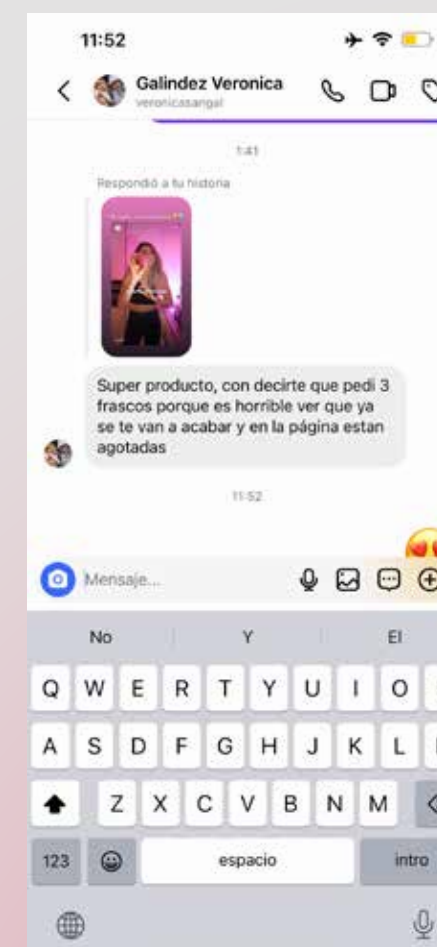 11:52
Galindez Veronica
veronicasangal
1:41
Respondió a tu historia
Super producto, con decirte que pedi 3
frascos porque es horrible ver que ya
se te van a acabar y en la página estan
agotadas
11:52
Mensaje...
No Y El
Q W E R T Y U I O
A S D F G H J K L
Z X C V B N M
123 espacio intro